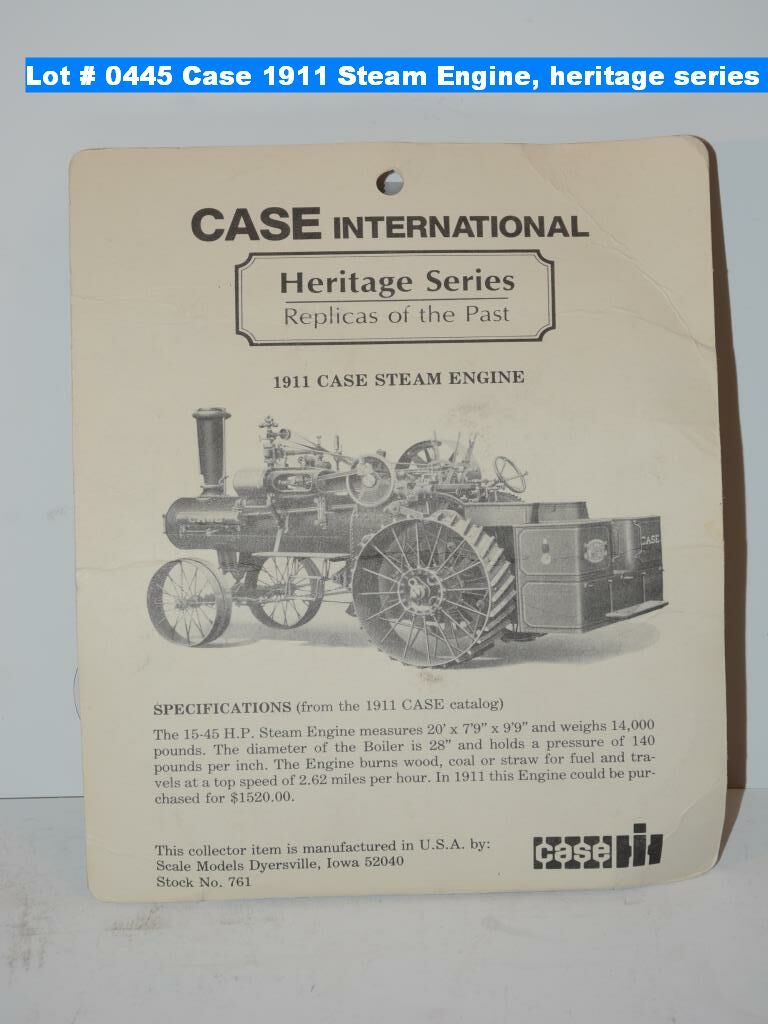 Lot # 0445 Case 1911 Steam Engine, heritage series
CASE INTERNATIONAL
Heritage Series
Replicas of the Past
1911 CASE STEAM ENGINE
CASE
SPECIFICATIONS (from the 1911 CASE catalog)
The 15-45 H.P. Steam Engine measures 20' x 7'9" x 9'9" and weighs 14,000
pounds. The diameter of the Boiler is 28" and holds a pressure of 140
pounds per inch. The Engine burns wood, coal or straw for fuel and tra-
vels at a top speed of 2.62 miles per hour. In 1911 this Engine could be pur-
chased for $1520.00.
This collector item is manufactured in U.S.A. by:
Scale Models Dyersville, Iowa 52040
Stock No. 761
case IH